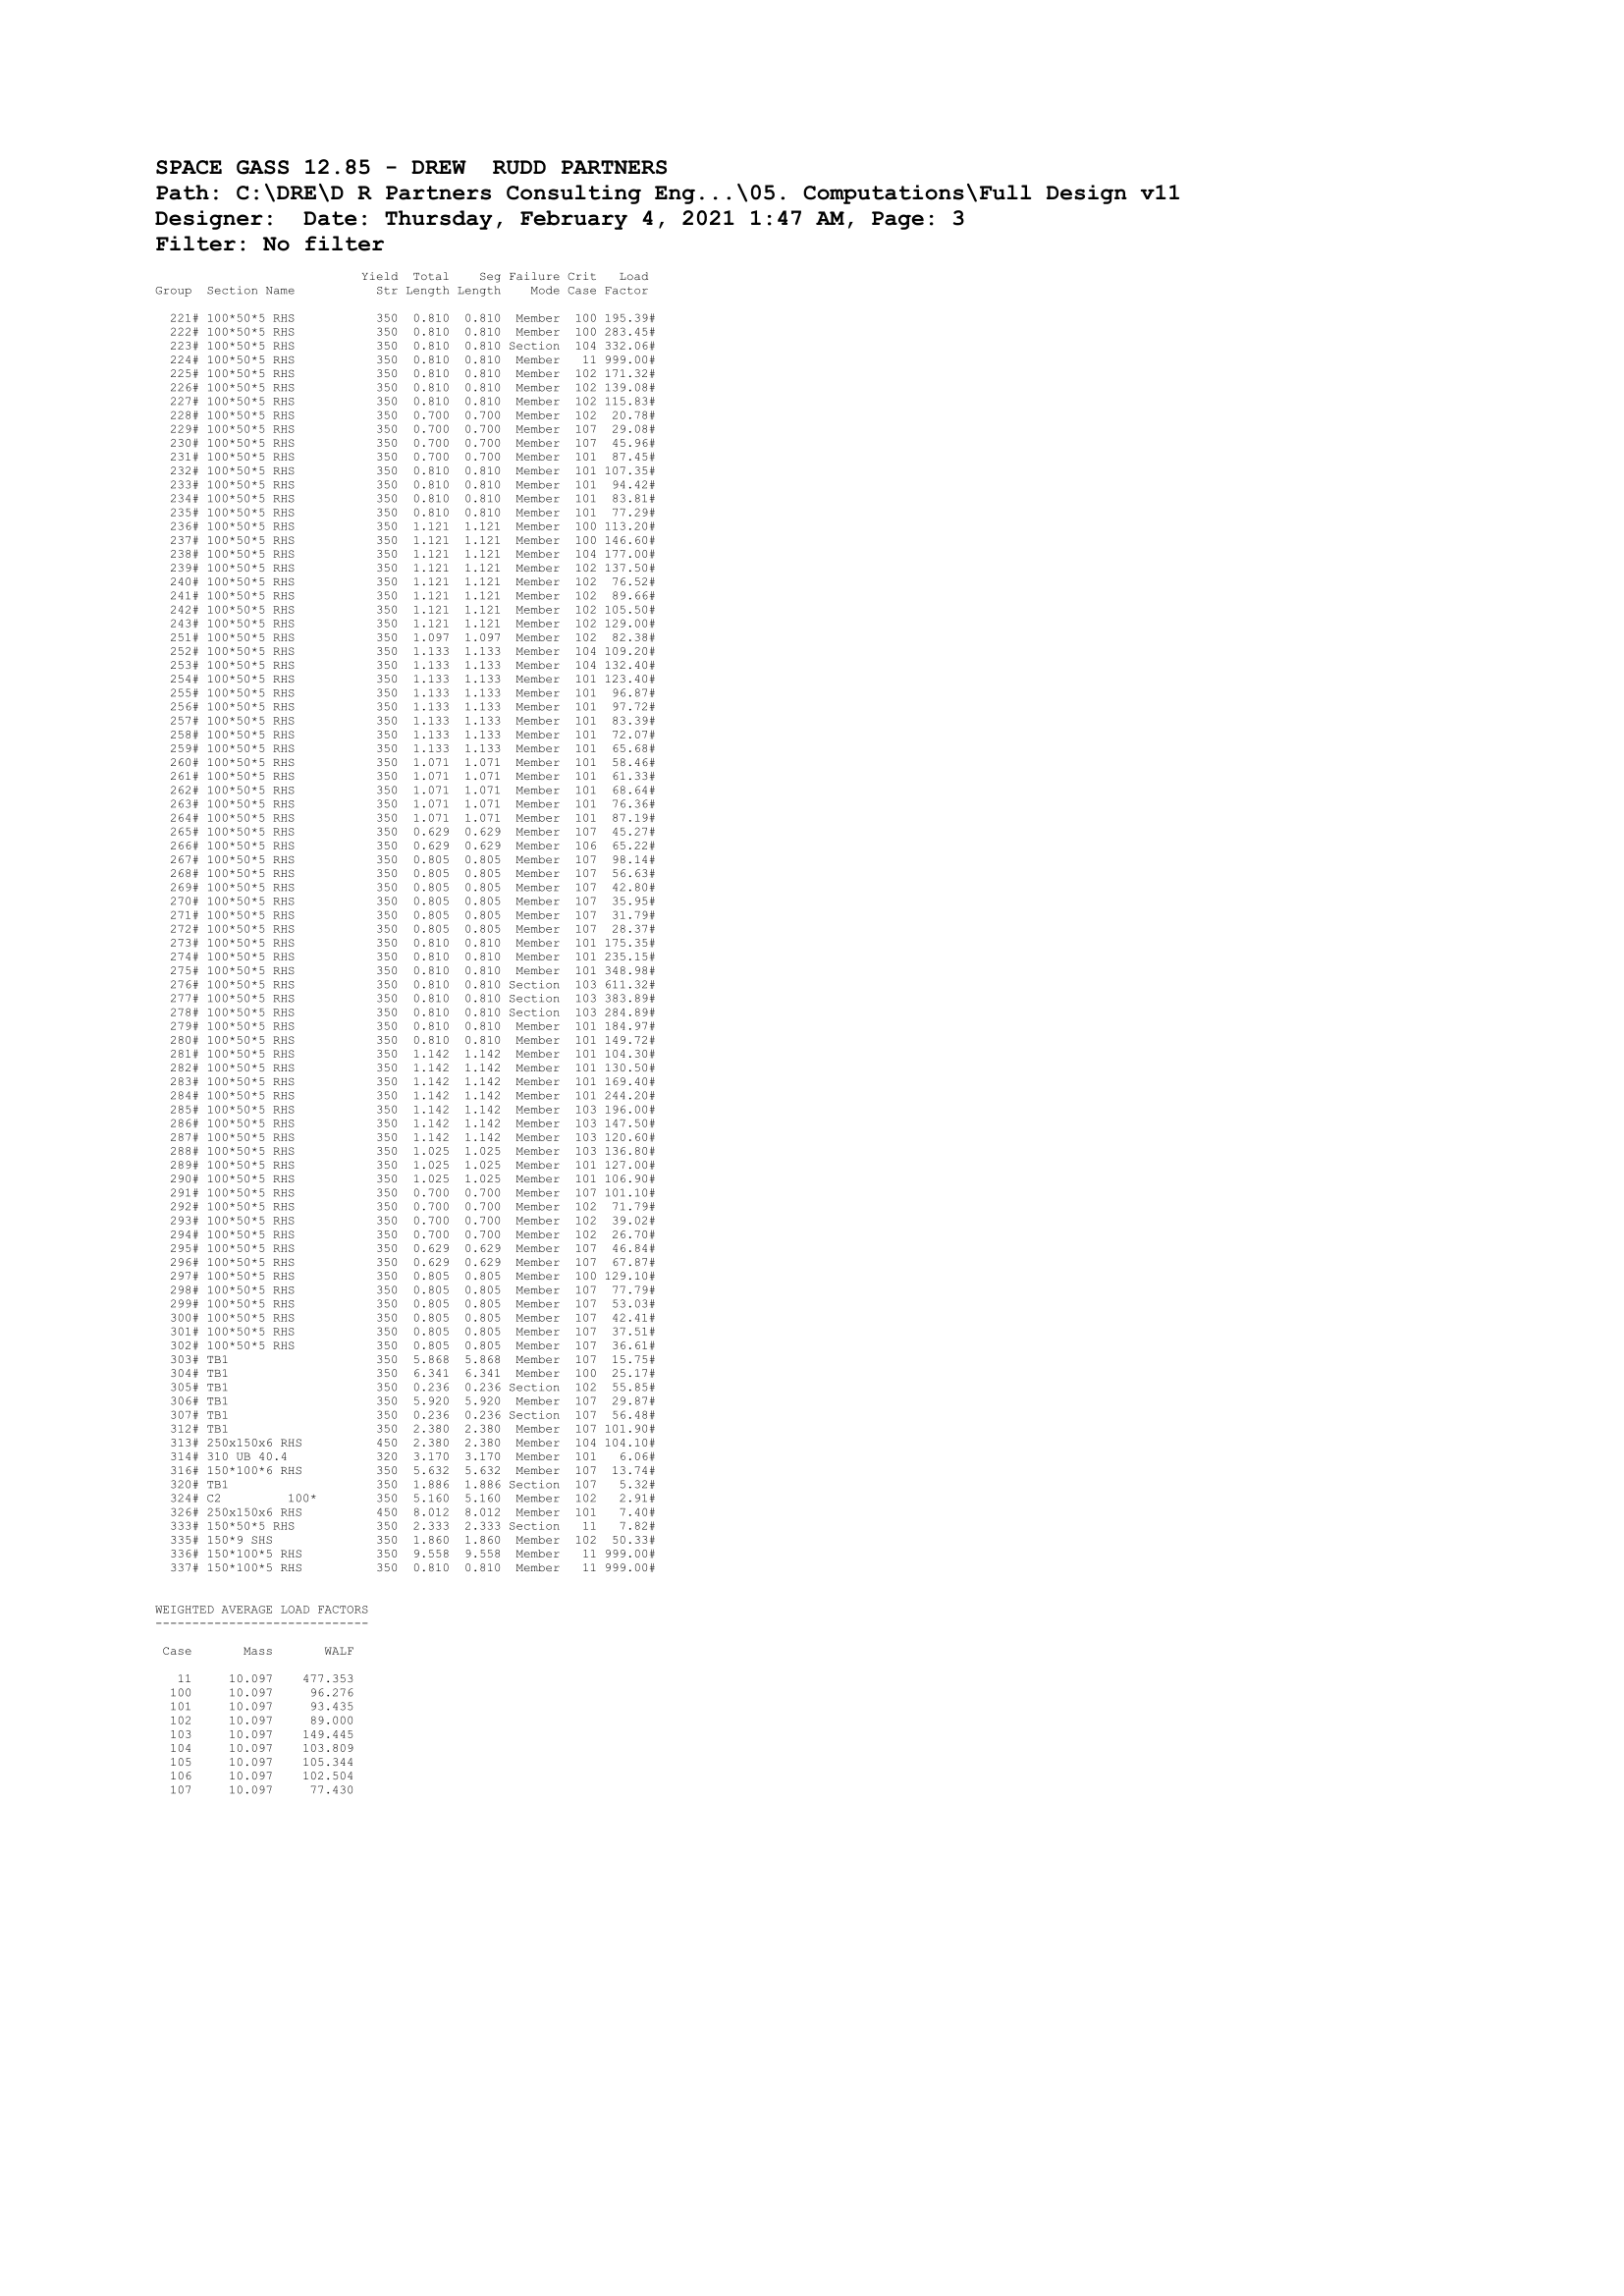 SPACE GASS 12.85 - DREW  RUDD PARTNERS
Path: C:\DRE\D R Partners Consulting Eng...\05. Computations\Full Design v11
Designer:  Date: Thursday, February 4, 2021 1:47 AM, Page: 3
Filter: No filter
Yield  Total    Seg Failure Crit   Load
Group  Section Name           Str Length Length    Mode Case Factor
221# 100*50*5 RHS           350  0.810  0.810  Member  100 195.39#
222# 100*50*5 RHS           350  0.810  0.810  Member  100 283.45#
223# 100*50*5 RHS           350  0.810  0.810 Section  104 332.06#
224# 100*50*5 RHS           350  0.810  0.810  Member   11 999.00#
225# 100*50*5 RHS           350  0.810  0.810  Member  102 171.32#
226# 100*50*5 RHS           350  0.810  0.810  Member  102 139.08#
227# 100*50*5 RHS           350  0.810  0.810  Member  102 115.83#
228# 100*50*5 RHS           350  0.700  0.700  Member  102  20.78#
229# 100*50*5 RHS           350  0.700  0.700  Member  107  29.08#
230# 100*50*5 RHS           350  0.700  0.700  Member  107  45.96#
231# 100*50*5 RHS           350  0.700  0.700  Member  101  87.45#
232# 100*50*5 RHS           350  0.810  0.810  Member  101 107.35#
233# 100*50*5 RHS           350  0.810  0.810  Member  101  94.42#
234# 100*50*5 RHS           350  0.810  0.810  Member  101  83.81#
235# 100*50*5 RHS           350  0.810  0.810  Member  101  77.29#
236# 100*50*5 RHS           350  1.121  1.121  Member  100 113.20#
237# 100*50*5 RHS           350  1.121  1.121  Member  100 146.60#
238# 100*50*5 RHS           350  1.121  1.121  Member  104 177.00#
239# 100*50*5 RHS           350  1.121  1.121  Member  102 137.50#
240# 100*50*5 RHS           350  1.121  1.121  Member  102  76.52#
241# 100*50*5 RHS           350  1.121  1.121  Member  102  89.66#
242# 100*50*5 RHS           350  1.121  1.121  Member  102 105.50#
243# 100*50*5 RHS           350  1.121  1.121  Member  102 129.00#
251# 100*50*5 RHS           350  1.097  1.097  Member  102  82.38#
252# 100*50*5 RHS           350  1.133  1.133  Member  104 109.20#
253# 100*50*5 RHS           350  1.133  1.133  Member  104 132.40#
254# 100*50*5 RHS           350  1.133  1.133  Member  101 123.40#
255# 100*50*5 RHS           350  1.133  1.133  Member  101  96.87#
256# 100*50*5 RHS           350  1.133  1.133  Member  101  97.72#
257# 100*50*5 RHS           350  1.133  1.133  Member  101  83.39#
258# 100*50*5 RHS           350  1.133  1.133  Member  101  72.07#
259# 100*50*5 RHS           350  1.133  1.133  Member  101  65.68#
260# 100*50*5 RHS           350  1.071  1.071  Member  101  58.46#
261# 100*50*5 RHS           350  1.071  1.071  Member  101  61.33#
262# 100*50*5 RHS           350  1.071  1.071  Member  101  68.64#
263# 100*50*5 RHS           350  1.071  1.071  Member  101  76.36#
264# 100*50*5 RHS           350  1.071  1.071  Member  101  87.19#
265# 100*50*5 RHS           350  0.629  0.629  Member  107  45.27#
266# 100*50*5 RHS           350  0.629  0.629  Member  106  65.22#
267# 100*50*5 RHS           350  0.805  0.805  Member  107  98.14#
268# 100*50*5 RHS           350  0.805  0.805  Member  107  56.63#
269# 100*50*5 RHS           350  0.805  0.805  Member  107  42.80#
270# 100*50*5 RHS           350  0.805  0.805  Member  107  35.95#
271# 100*50*5 RHS           350  0.805  0.805  Member  107  31.79#
272# 100*50*5 RHS           350  0.805  0.805  Member  107  28.37#
273# 100*50*5 RHS           350  0.810  0.810  Member  101 175.35#
274# 100*50*5 RHS           350  0.810  0.810  Member  101 235.15#
275# 100*50*5 RHS           350  0.810  0.810  Member  101 348.98#
276# 100*50*5 RHS           350  0.810  0.810 Section  103 611.32#
277# 100*50*5 RHS           350  0.810  0.810 Section  103 383.89#
278# 100*50*5 RHS           350  0.810  0.810 Section  103 284.89#
279# 100*50*5 RHS           350  0.810  0.810  Member  101 184.97#
280# 100*50*5 RHS           350  0.810  0.810  Member  101 149.72#
281# 100*50*5 RHS           350  1.142  1.142  Member  101 104.30#
282# 100*50*5 RHS           350  1.142  1.142  Member  101 130.50#
283# 100*50*5 RHS           350  1.142  1.142  Member  101 169.40#
284# 100*50*5 RHS           350  1.142  1.142  Member  101 244.20#
285# 100*50*5 RHS           350  1.142  1.142  Member  103 196.00#
286# 100*50*5 RHS           350  1.142  1.142  Member  103 147.50#
287# 100*50*5 RHS           350  1.142  1.142  Member  103 120.60#
288# 100*50*5 RHS           350  1.025  1.025  Member  103 136.80#
289# 100*50*5 RHS           350  1.025  1.025  Member  101 127.00#
290# 100*50*5 RHS           350  1.025  1.025  Member  101 106.90#
291# 100*50*5 RHS           350  0.700  0.700  Member  107 101.10#
292# 100*50*5 RHS           350  0.700  0.700  Member  102  71.79#
293# 100*50*5 RHS           350  0.700  0.700  Member  102  39.02#
294# 100*50*5 RHS           350  0.700  0.700  Member  102  26.70#
295# 100*50*5 RHS           350  0.629  0.629  Member  107  46.84#
296# 100*50*5 RHS           350  0.629  0.629  Member  107  67.87#
297# 100*50*5 RHS           350  0.805  0.805  Member  100 129.10#
298# 100*50*5 RHS           350  0.805  0.805  Member  107  77.79#
299# 100*50*5 RHS           350  0.805  0.805  Member  107  53.03#
300# 100*50*5 RHS           350  0.805  0.805  Member  107  42.41#
301# 100*50*5 RHS           350  0.805  0.805  Member  107  37.51#
302# 100*50*5 RHS           350  0.805  0.805  Member  107  36.61#
303# TB1                    350  5.868  5.868  Member  107  15.75#
304# TB1                    350  6.341  6.341  Member  100  25.17#
305# TB1                    350  0.236  0.236 Section  102  55.85#
306# TB1                    350  5.920  5.920  Member  107  29.87#
307# TB1                    350  0.236  0.236 Section  107  56.48#
312# TB1                    350  2.380  2.380  Member  107 101.90#
313# 250x150x6 RHS          450  2.380  2.380  Member  104 104.10#
314# 310 UB 40.4            320  3.170  3.170  Member  101   6.06#
316# 150*100*6 RHS          350  5.632  5.632  Member  107  13.74#
320# TB1                    350  1.886  1.886 Section  107   5.32#
324# C2         100*        350  5.160  5.160  Member  102   2.91#
326# 250x150x6 RHS          450  8.012  8.012  Member  101   7.40#
333# 150*50*5 RHS           350  2.333  2.333 Section   11   7.82#
335# 150*9 SHS              350  1.860  1.860  Member  102  50.33#
336# 150*100*5 RHS          350  9.558  9.558  Member   11 999.00#
337# 150*100*5 RHS          350  0.810  0.810  Member   11 999.00#
WEIGHTED AVERAGE LOAD FACTORS
-----------------------------
Case       Mass       WALF
11     10.097    477.353
100     10.097     96.276
101     10.097     93.435
102     10.097     89.000
103     10.097    149.445
104     10.097    103.809
105     10.097    105.344
106     10.097    102.504
107     10.097     77.430